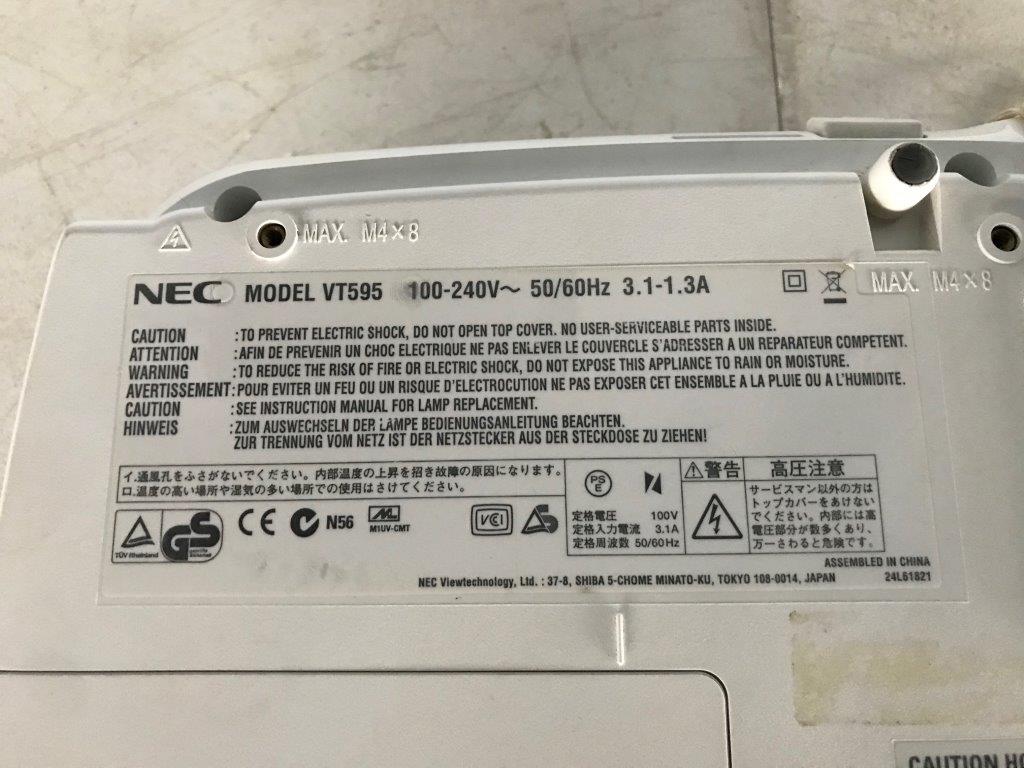 MAX. M4×8
NEC MODEL VT595 100-240V～ 50/60Hz 3.1-1.3A
MAX. M4×8
CAUTION :TO PREVENT ELECTRIC SHOCK, DO NOT OPEN TOP COVER. NO USER-SERVICEABLE PARTS INSIDE.
ATTENTION :AFIN DE PREVENIR UN CHOC ELECTRIQUE NE PAS ENLEVER LE COUVERCLE S'ADRESSER A UN REPARATEUR COMPETENT.
WARNING :TO REDUCE THE RISK OF FIRE OR ELECTRIC SHOCK, DO NOT EXPOSE THIS APPLIANCE TO RAIN OR MOISTURE.
AVERTISSEMENT:POUR EVITER UN FEU OU UN RISQUE D'ELECTROCUTION NE PAS EXPOSER CET ENSEMBLE A LA PLUIE OU A L'HUMIDITE.
CAUTION :SEE INSTRUCTION MANUAL FOR LAMP REPLACEMENT.
HINWEIS :ZUM AUSWECHSELN DER LAMPE BEDIENUNGSANLEITUNG BEACHTEN.
ZUR TRENNUNG VOM NETZ IST DER NETZSTECKER AUS DER STECKDOSE ZU ZIEHEN!
イ.通風孔をふさがないでください。内部温度の上昇を招き故障の原因になります。
ロ.温度の高い場所や湿気の多い場所での使用はさけてください。
TÜV Rheinland
GS
geprüfte Sicherheit
CE
N56
M1UV-CMT
VCI
PS
E
定格電圧 100V
定格入力電流 3.1A
定格周波数 50/60Hz
警告 高圧注意
サービスマン以外の方は
トップカバーをあけない
でください。内部には高
電圧部分が数多くあり、
万一さわると危険です。
ASSEMBLED IN CHINA
NEC Viewtechnology, Ltd. : 37-8, SHIBA 5-CHOME MINATO-KU, TOKYO 108-0014, JAPAN 24L61821
CAUTION HO